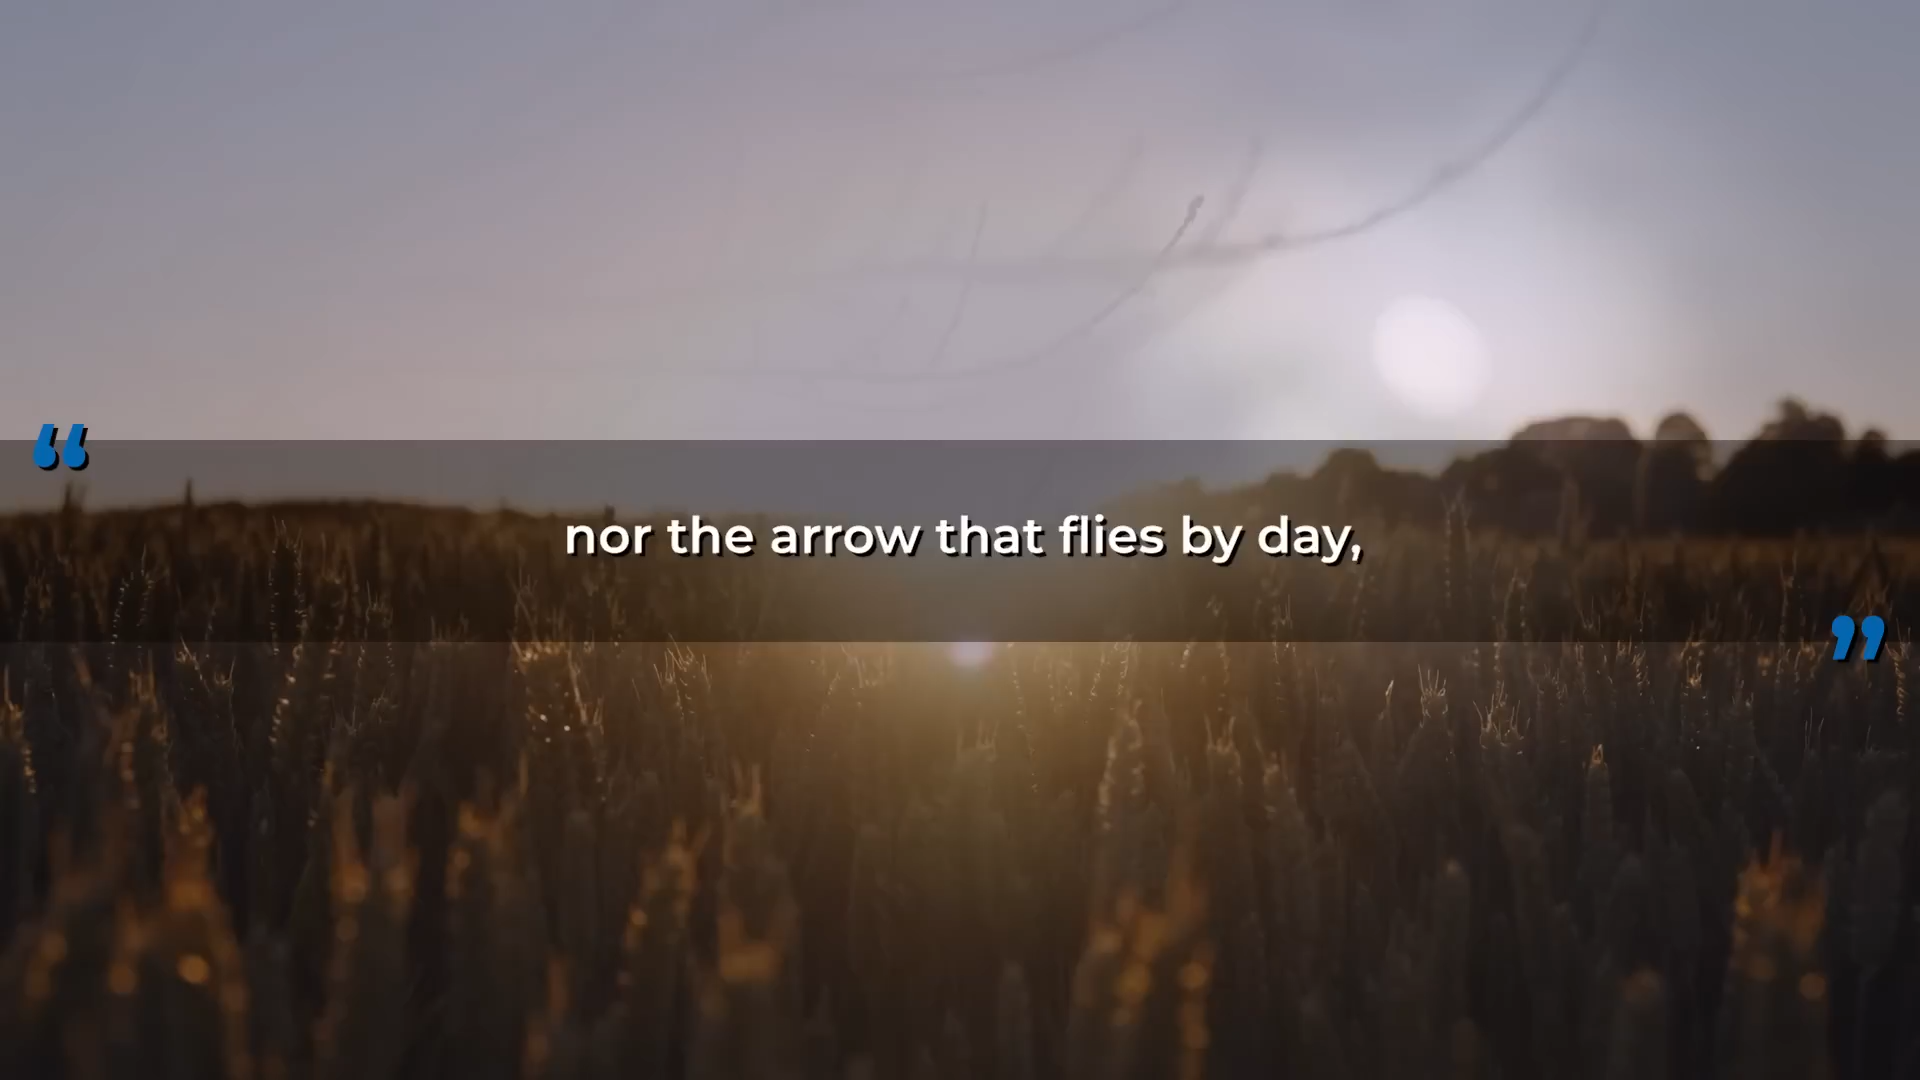 “
nor the arrow that flies by day,
”